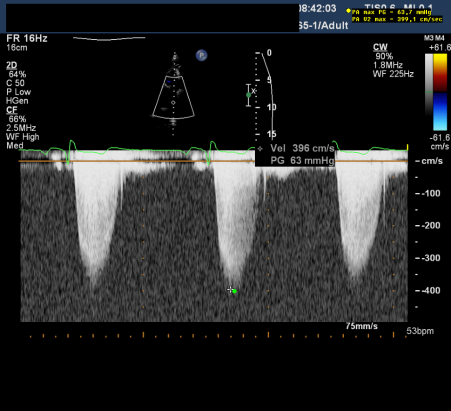 08:42:03
TIS0.6 MI 0.1
PA max PG = 63,7 mmHg
PA V2 max = 399,1 cm/sec
S5-1/Adult
FR 16Hz
16cm
2D
64%
C 50
P Low
HGen
CF
66%
2.5MHz
WF High
Med
P
0
5
x
10
15
CW
90%
1.8MHz
WF 225Hz
M3 M4
+61.6
-61.6
cm/s
Vel 396 cm/s
PG 63 mmHg
cm/s
-100
-200
-300
-400
75mm/s
53bpm